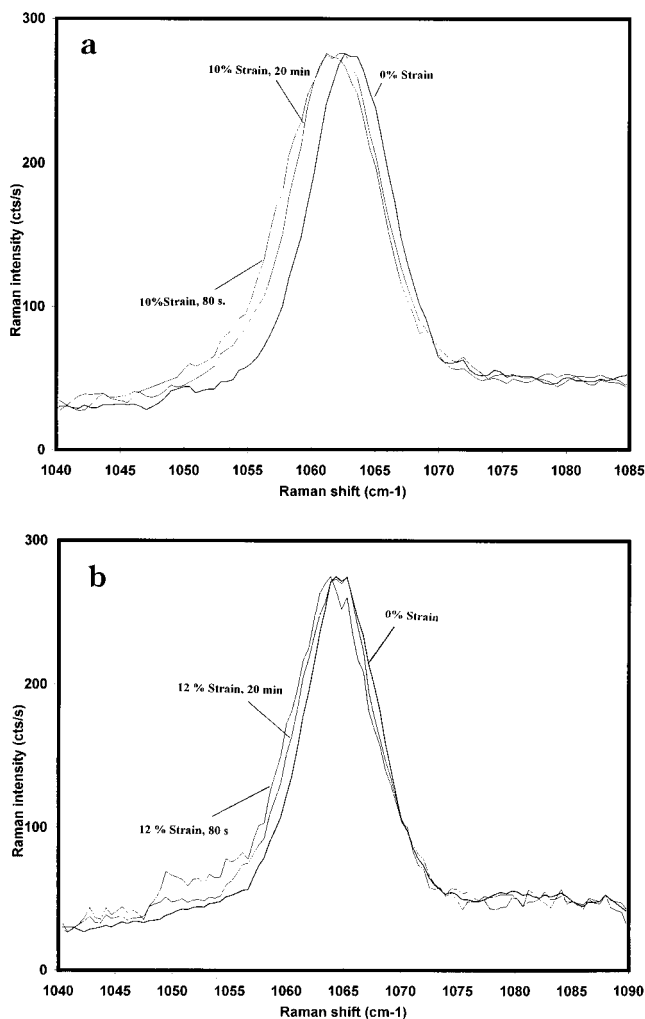 300
a
10% Strain, 20 min
0% Strain
200
Raman intensity (cts/s)
10%Strain, 80 s.
100
0
1040 1045 1050 1055 1060 1065 1070 1075 1080 1085
Raman shift (cm-1)
300
b
0% Strain
12 % Strain, 20 min
200
Raman intensity (cts/s)
12 % Strain, 80 s
100
0
1040 1045 1050 1056 1060 1065 1070 1075 1080 1085 1090
Raman shift (cm-1)